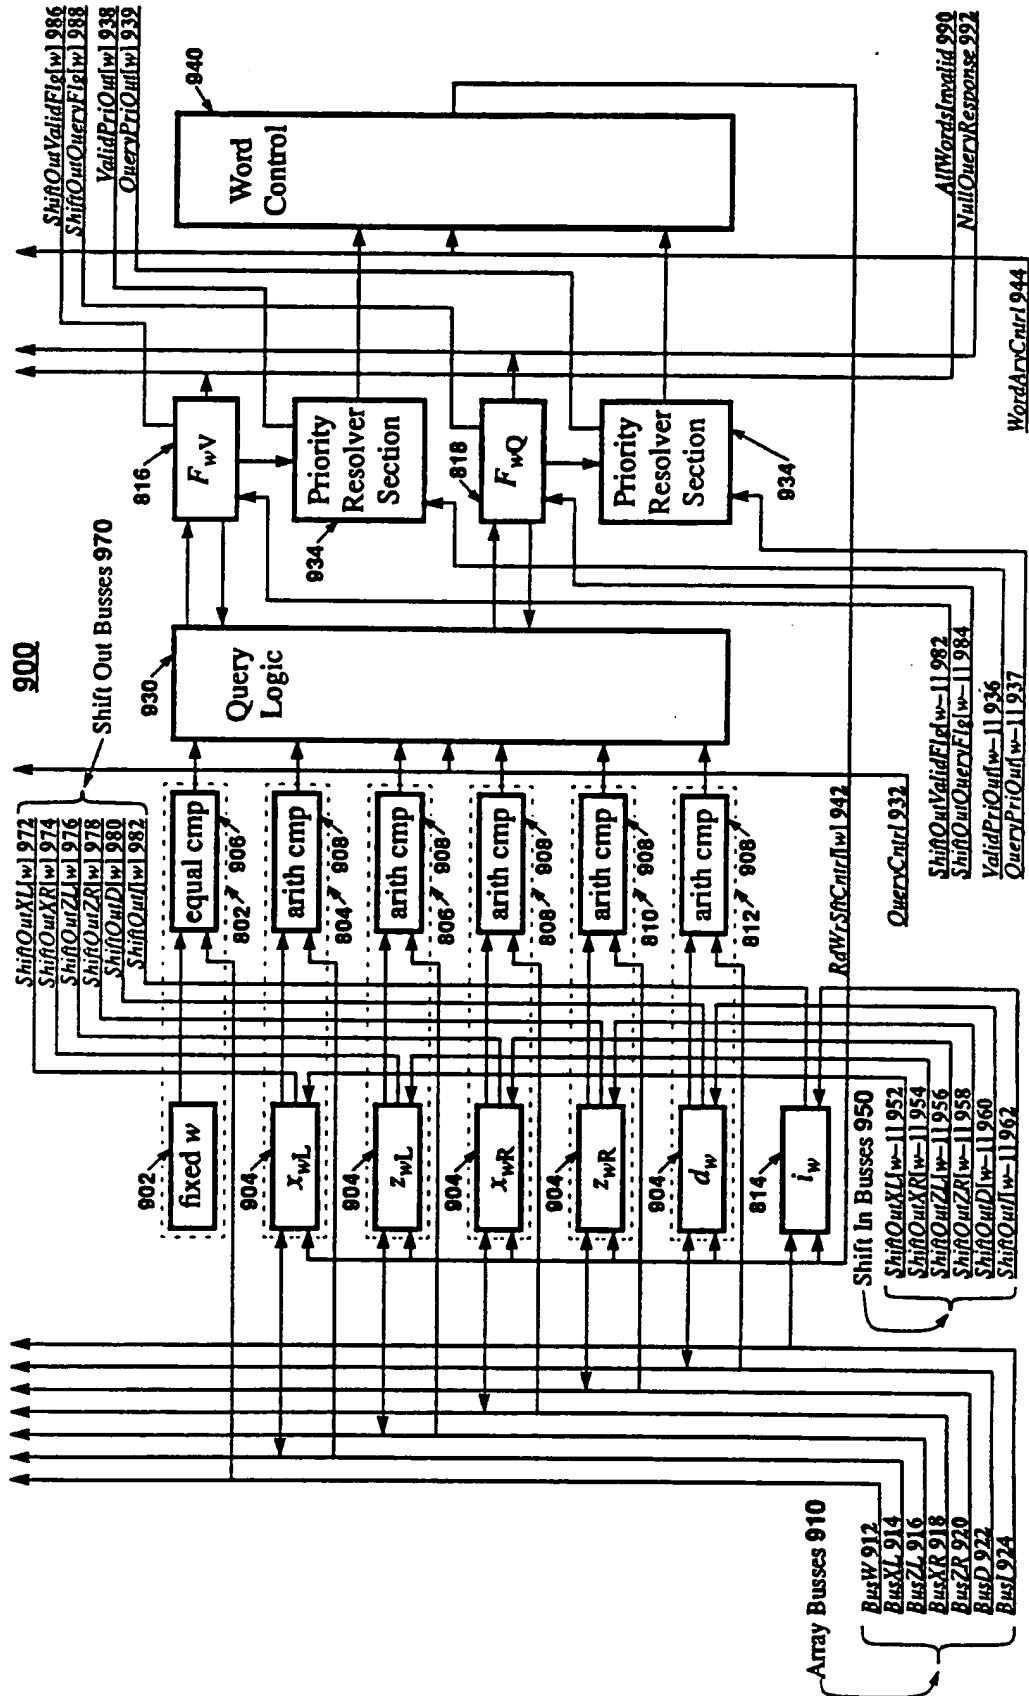 900
Array Busses 910
BusW 912
BusXL 914
BusZL 916
BusXR 918
BusZR 920
BusD 922
BusI 924
Shift In Busses 950
ShiftOutXL[w–1] 952
ShiftOutXR[w–1] 954
ShiftOutZL[w–1] 956
ShiftOutZR[w–1] 958
ShiftOutD[w–1] 960
ShiftOutI[w–1] 962
902
fixed w
904
xwL
904
zwL
904
xwR
904
zwR
904
dw
814
iw
Shift Out Busses 970
ShiftOutXL[w] 972
ShiftOutXR[w] 974
ShiftOutZL[w] 976
ShiftOutZR[w] 978
ShiftOutD[w] 980
ShiftOutI[w] 982
equal cmp
802
906
arith cmp
804
908
arith cmp
806
908
arith cmp
808
908
arith cmp
810
908
arith cmp
812
908
RdWrSftCntrl[w] 942
QueryCntrl 932
930
Query
Logic
ShiftOutValidFlg[w–1] 982
ShiftOutQueryFlg[w–1] 984
ValidPriOut[w–1] 936
QueryPriOut[w–1] 937
816
FwV
934
Priority
Resolver
Section
818
FwQ
Priority
Resolver
Section
934
WordAryCntrl 944
AllWordsInvalid 990
NullQueryResponse 992
940
Word
Control
ShiftOutValidFlg[w] 986
ShiftOutQueryFlg[w] 988
ValidPriOut[w] 938
QueryPriOut[w] 939